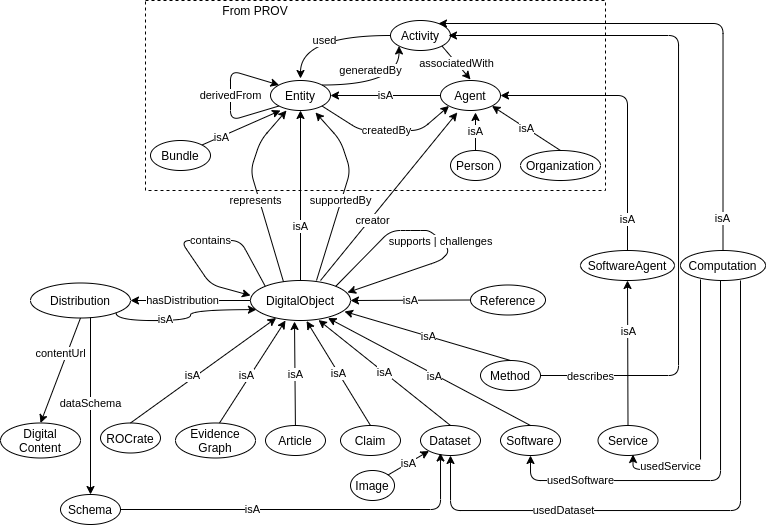 From PROV
Activity
used
generatedBy
associatedWith
derivedFrom
Entity
isA
Agent
createdBy
isA
isA
isA
Bundle
Person
Organization
represents
supportedBy
creator
isA
isA
isA
contains
supports | challenges
SoftwareAgent
Computation
Distribution
hasDistribution
DigitalObject
isA
Reference
isA
isA
isA
contentUrl
isA
isA
isA
isA
isA
isA
Method
describes
dataSchema
Digital
Content
ROCrate
Evidence
Graph
Article
Claim
Dataset
Software
Service
isA
usedService
Image
usedSoftware
Schema
isA
usedDataset